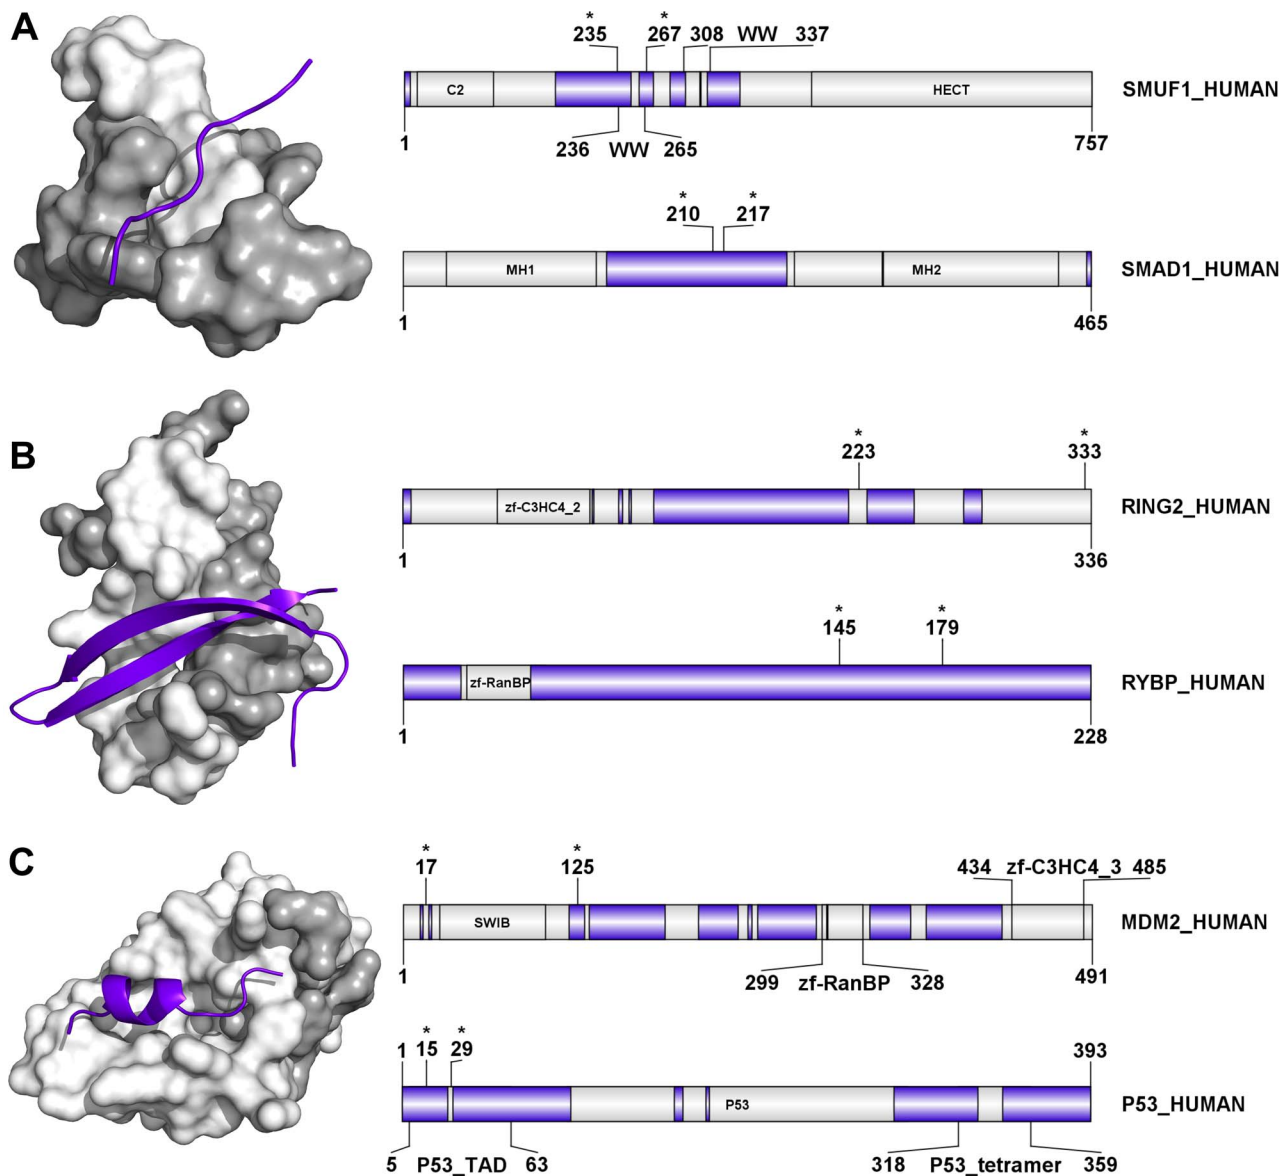 A
* *
235 267 308 WW 337
C2 HECT SMUF1_HUMAN
1 236 WW 265 757
* *
210 217
MH1 MH2 SMAD1_HUMAN
1 465
B
* *
223 333
zf-C3HC4_2 RING2_HUMAN
1 336
* *
145 179
zf-RanBP RYBP_HUMAN
1 228
C
* *
17 125 434 zf-C3HC4_3 485
SWIB MDM2_HUMAN
1 299 zf-RanBP 328 491
* *
1 15 29 393
P53 P53_HUMAN
5 P53_TAD 63 318 P53_tetramer 359